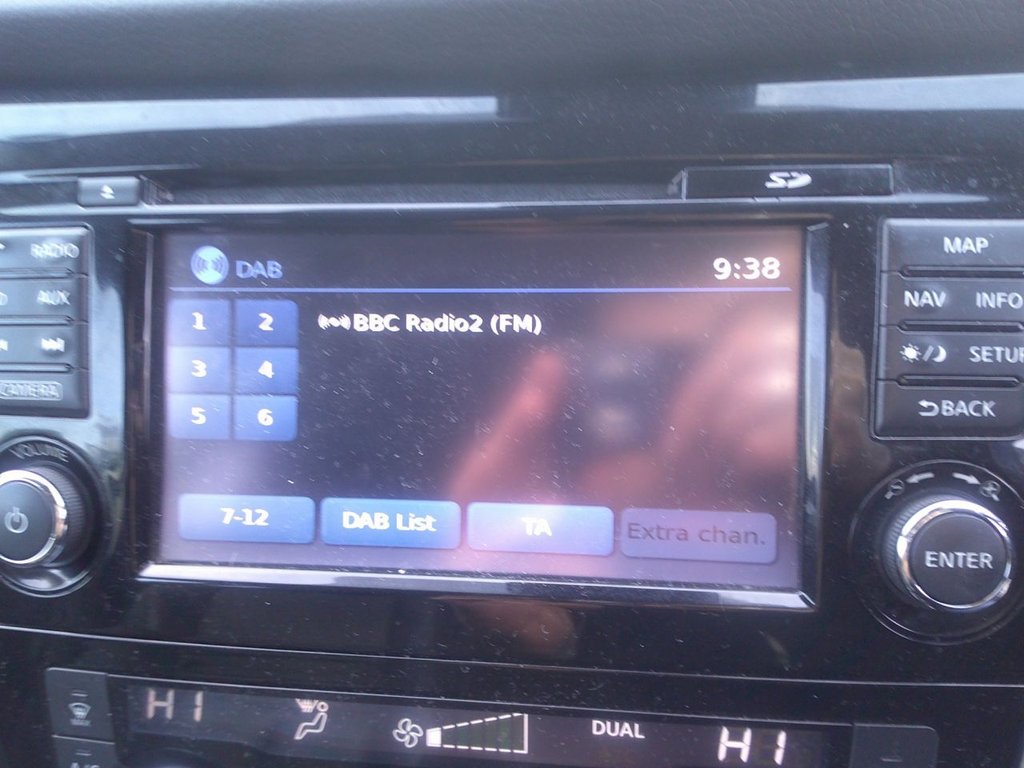 RADIO
AUX
CAMERA
VOLUME
SD
DAB
9:38
1 2
3 4
5 6
BBC Radio2 (FM)
7-12
DAB List
TA
Extra chan.
MAP
NAV INFO
SETUP
BACK
ENTER
HI
DUAL
HI
A/C